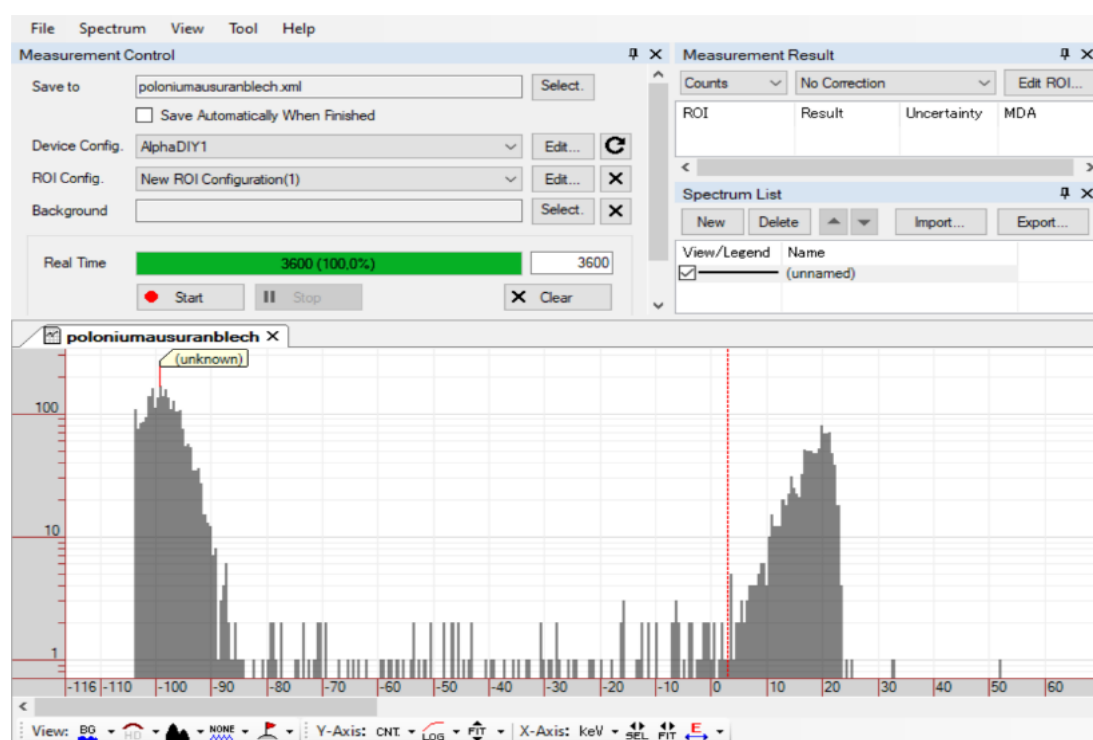 File Spectrum View Tool Help
Measurement Control
Save to poloniumausuranblech.xml Select.
Save Automatically When Finished
Device Config. AlphaDIY1 Edit...
ROI Config. New ROI Configuration(1) Edit...
Background Select.
Real Time 3600 (100,0%) 3600
Start Stop Clear
Measurement Result
Counts No Correction Edit ROI...
ROI Result Uncertainty MDA
Spectrum List
New Delete Import... Export...
View/Legend Name
(unnamed)
poloniumausuranblech
(unknown)
100
10
1
-116 -110 -100 -90 -80 -70 -60 -50 -40 -30 -20 -10 0 10 20 30 40 50 60
View: BG HD NONE Y-Axis: CNT. LOG FIT X-Axis: keV SEL FIT E